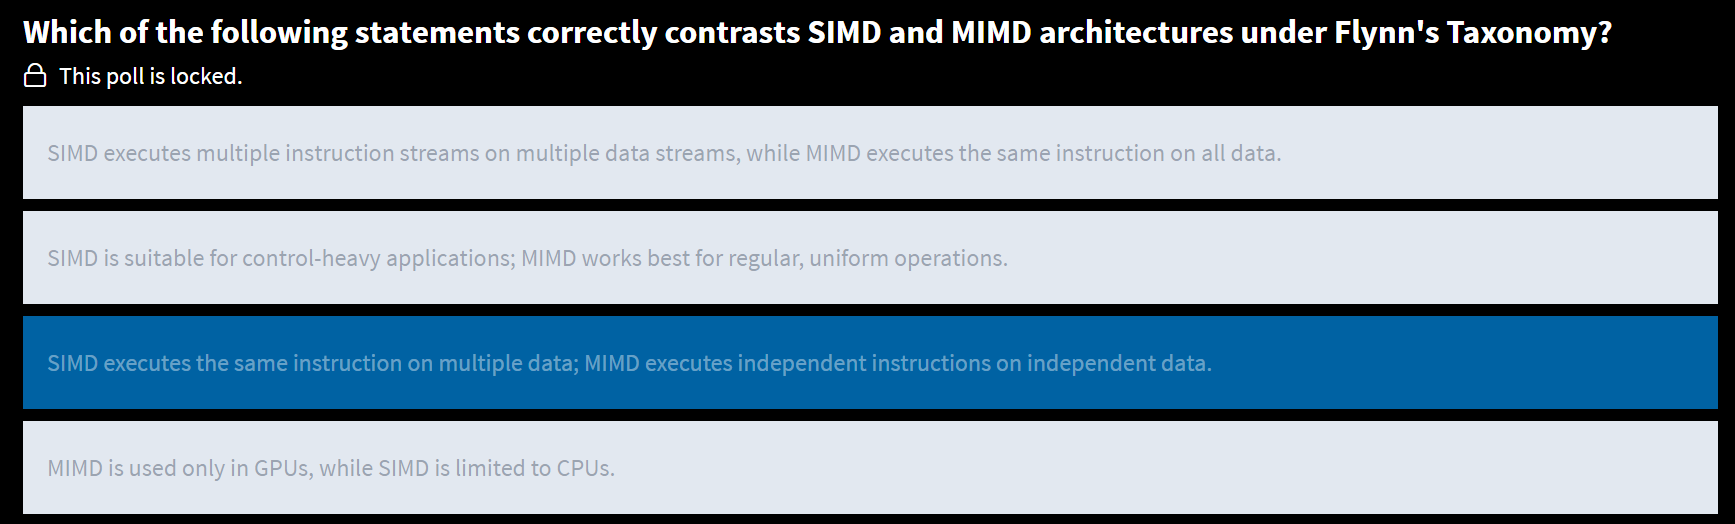 Which of the following statements correctly contrasts SIMD and MIMD architectures under Flynn's Taxonomy?
This poll is locked.
SIMD executes multiple instruction streams on multiple data streams, while MIMD executes the same instruction on all data.
SIMD is suitable for control-heavy applications; MIMD works best for regular, uniform operations.
SIMD executes the same instruction on multiple data; MIMD executes independent instructions on independent data.
MIMD is used only in GPUs, while SIMD is limited to CPUs.